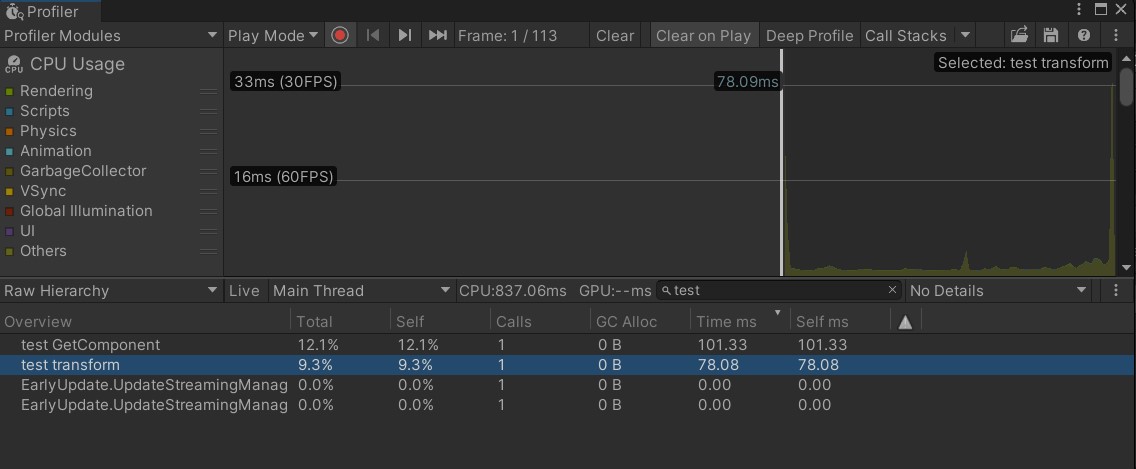 Profiler
Profiler Modules Play Mode Frame: 1 / 113 Clear Clear on Play Deep Profile Call Stacks
CPU CPU Usage Selected: test transform
33ms (30FPS) 78.09ms
Rendering
Scripts
Physics
Animation
GarbageCollector
16ms (60FPS)
VSync
Global Illumination
UI
Others
Raw Hierarchy Live Main Thread CPU:837.06ms GPU:--ms test No Details
Overview Total Self Calls GC Alloc Time ms Self ms
test GetComponent 12.1% 12.1% 1 0 B 101.33 101.33
test transform 9.3% 9.3% 1 0 B 78.08 78.08
EarlyUpdate.UpdateStreamingManag 0.0% 0.0% 1 0 B 0.00 0.00
EarlyUpdate.UpdateStreamingManag 0.0% 0.0% 1 0 B 0.00 0.00